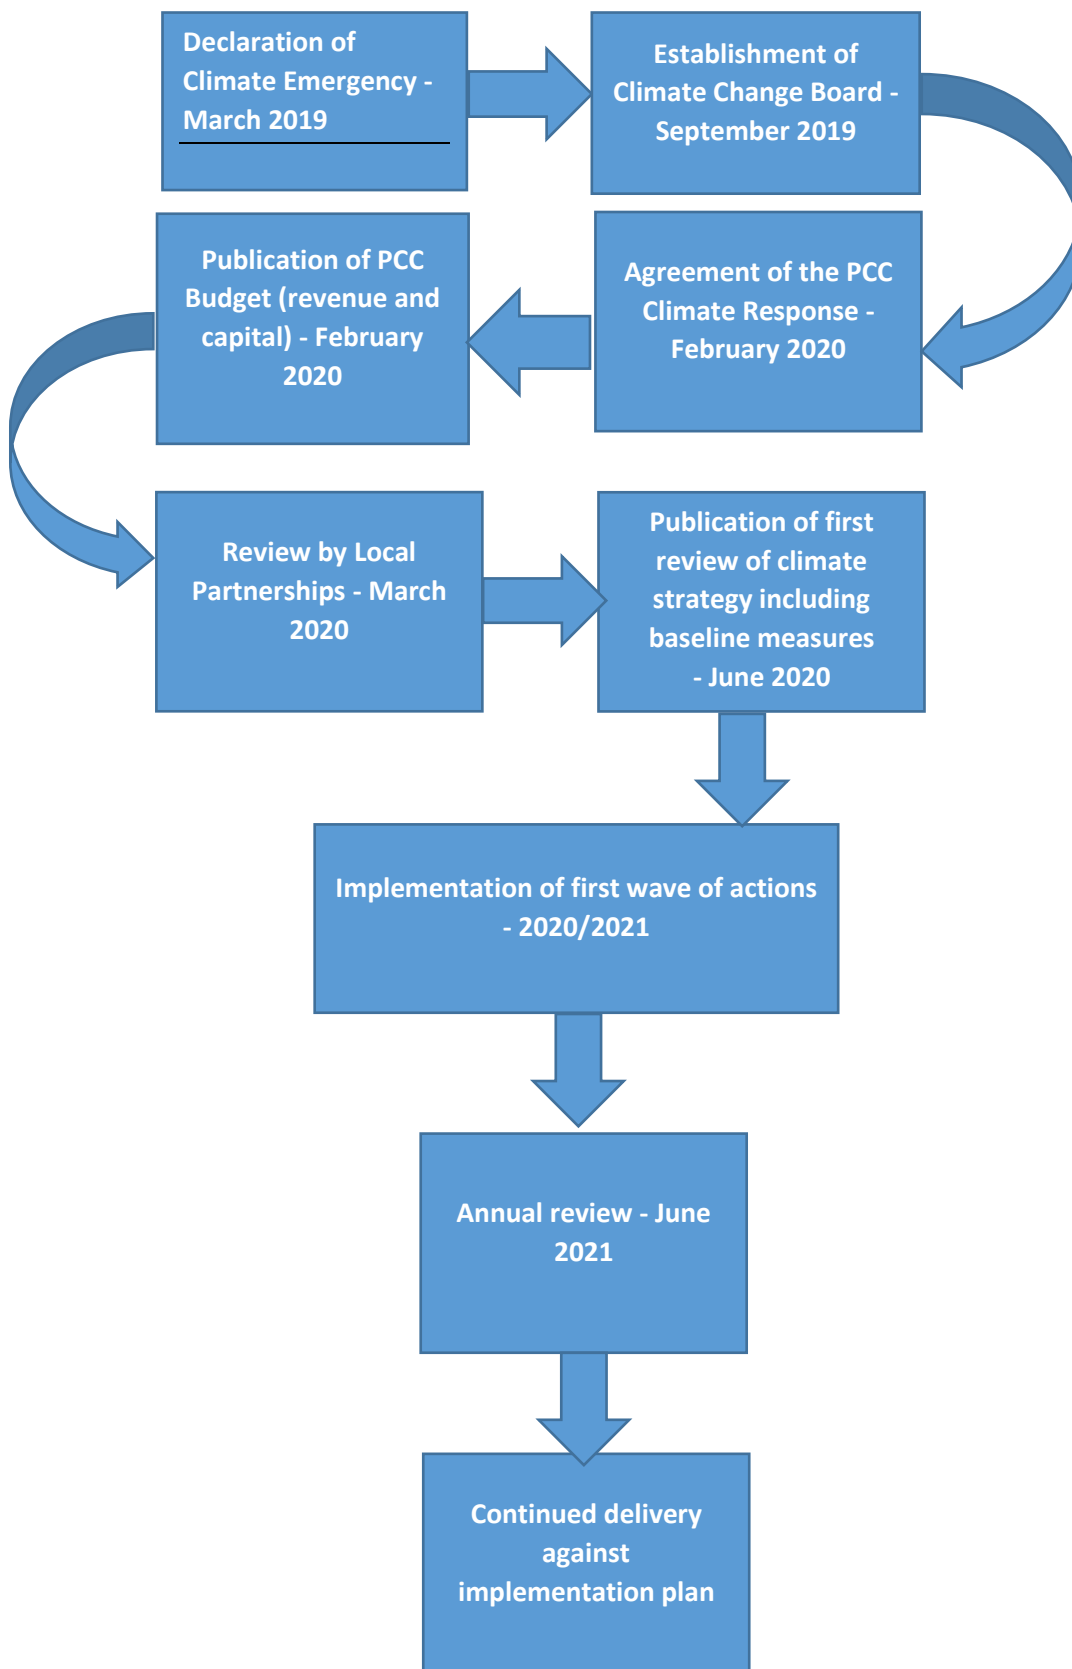 Declaration of
Climate Emergency -
March 2019
Establishment of
Climate Change Board -
September 2019
Agreement of the PCC
Climate Response -
February 2020
Publication of PCC
Budget (revenue and
capital) - February
2020
Review by Local
Partnerships - March
2020
Publication of first
review of climate
strategy including
baseline measures
- June 2020
Implementation of first wave of actions
- 2020/2021
Annual review - June
2021
Continued delivery
against
implementation plan